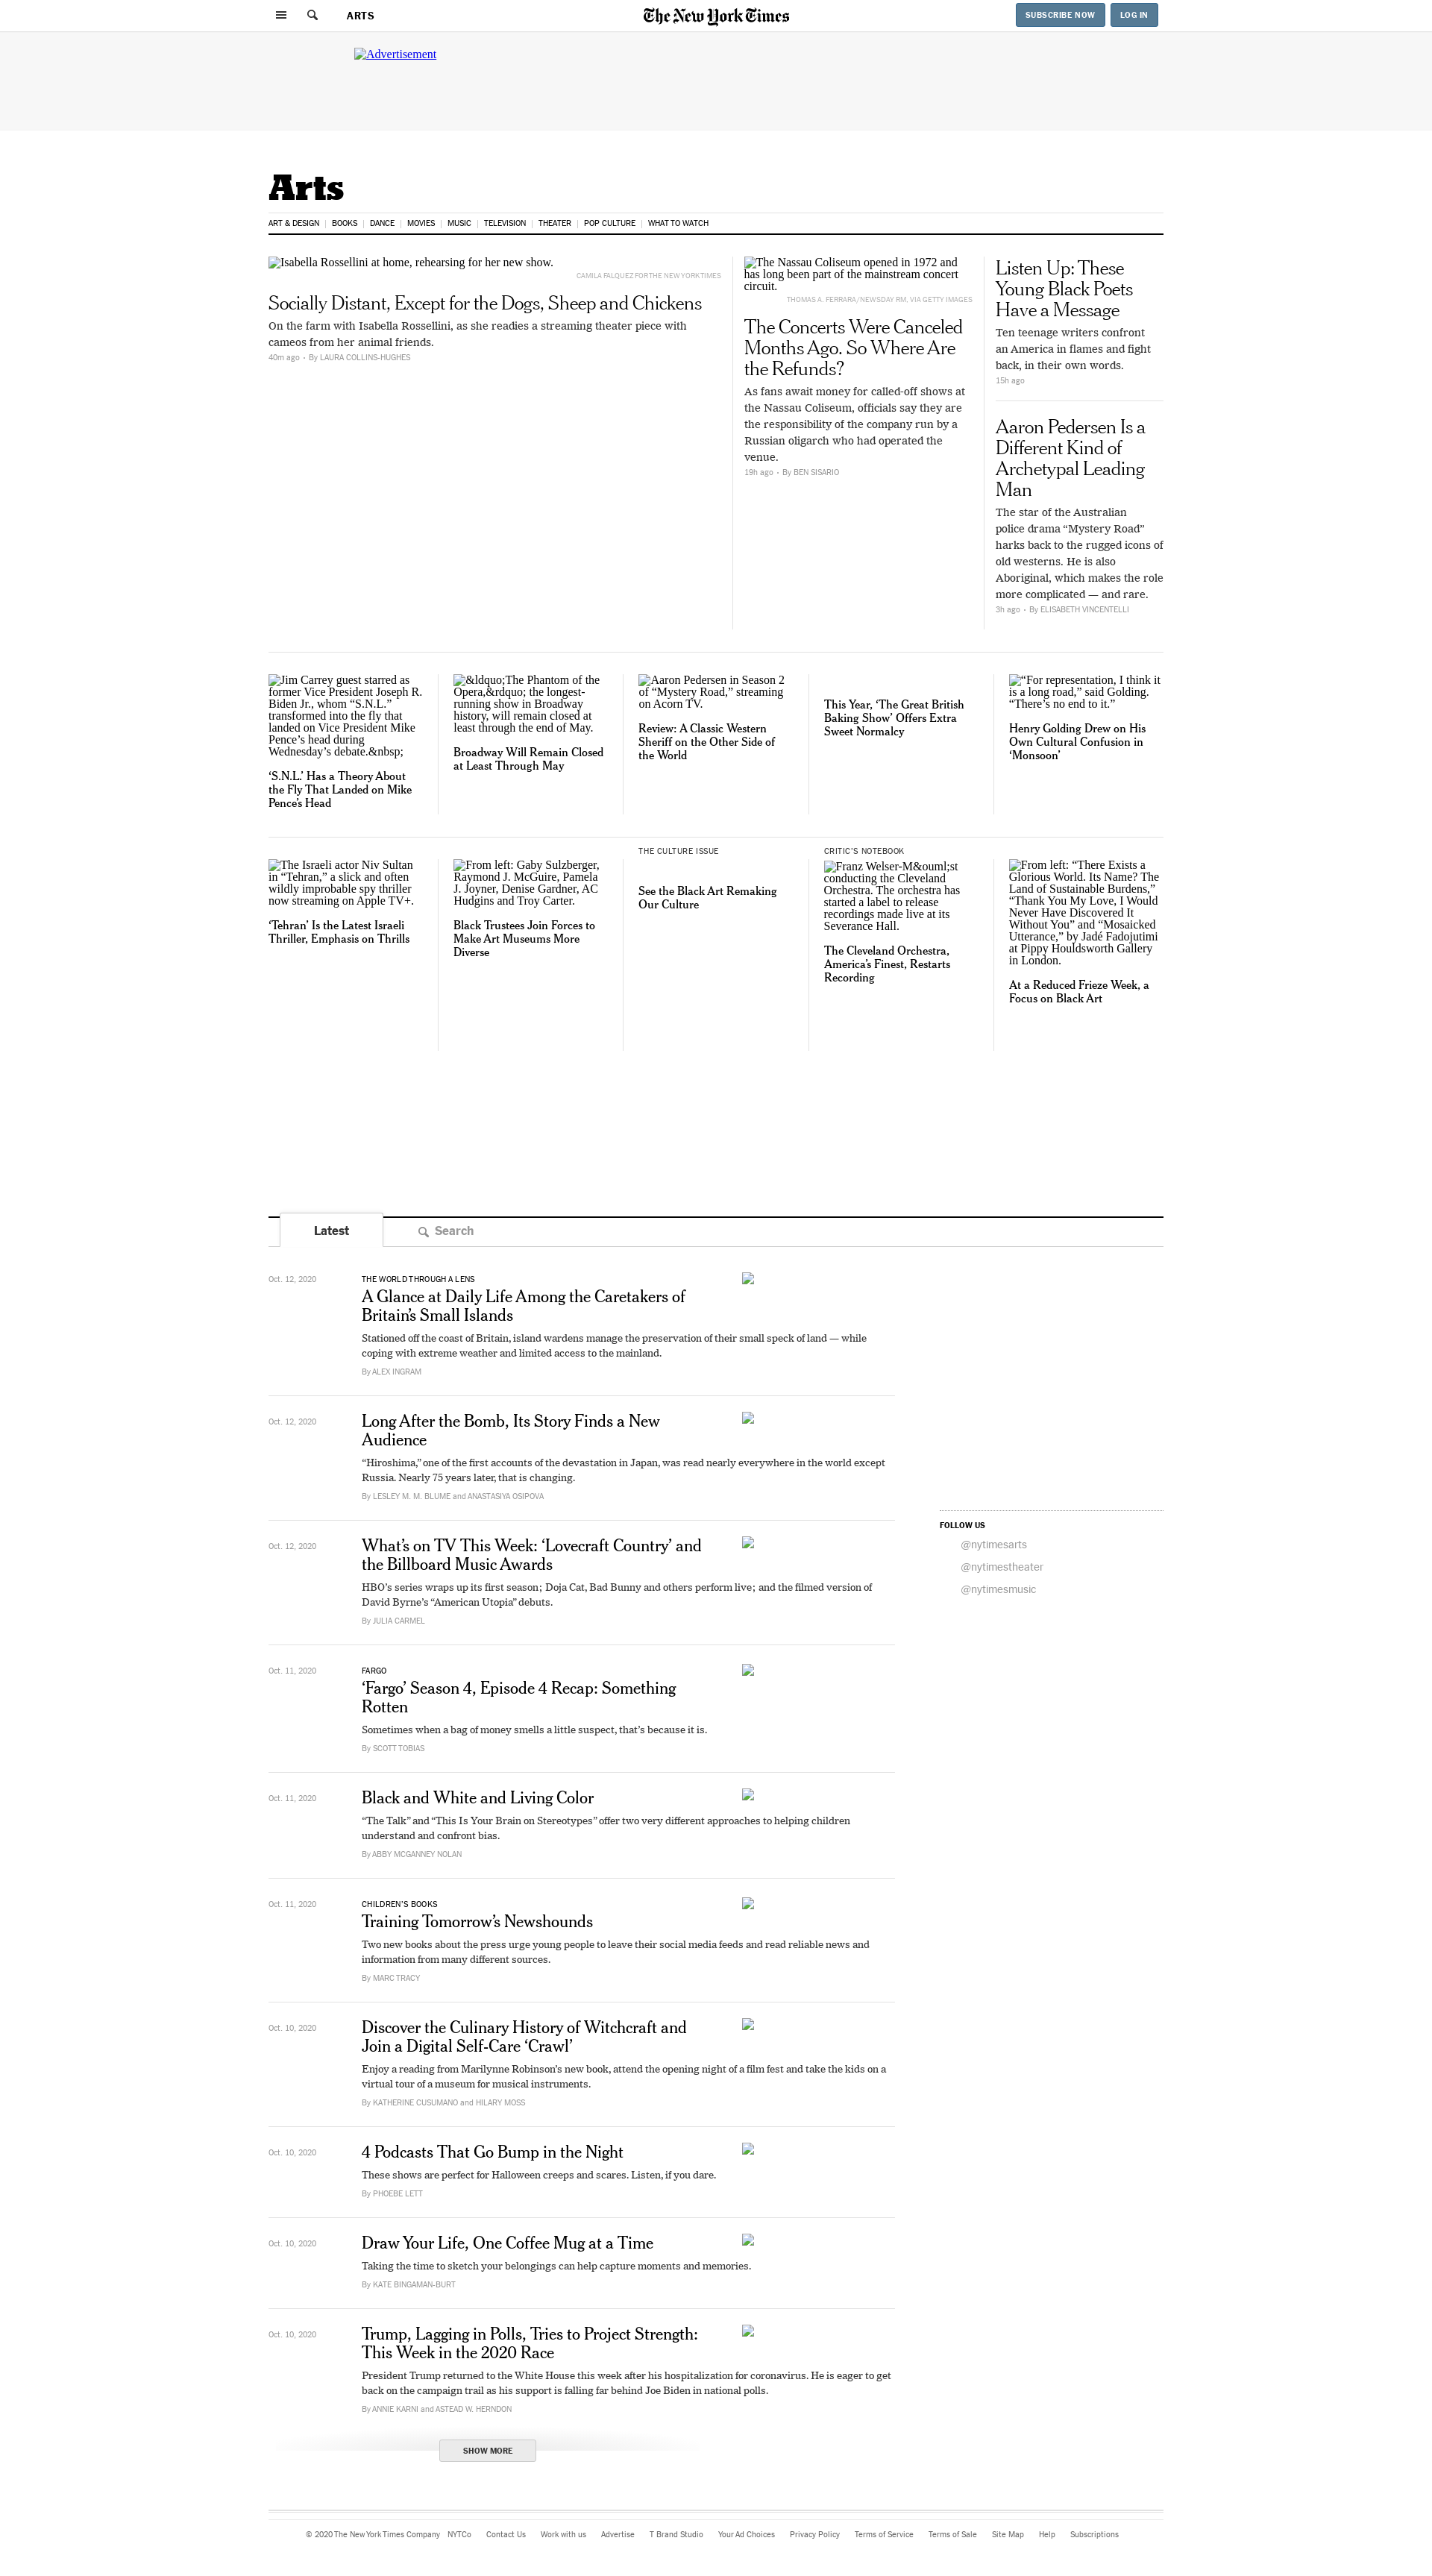 ARTS
The New York Times
SUBSCRIBE NOW
LOG IN
Advertisement
Arts
ART & DESIGN | BOOKS | DANCE | MOVIES | MUSIC | TELEVISION | THEATER | POP CULTURE | WHAT TO WATCH
Isabella Rossellini at home, rehearsing for her new show.
CAMILA FALQUEZ FOR THE NEW YORK TIMES
Socially Distant, Except for the Dogs, Sheep and Chickens
On the farm with Isabella Rossellini, as she readies a streaming theater piece with
cameos from her animal friends.
40m ago • By LAURA COLLINS-HUGHES
The Nassau Coliseum opened in 1972 and
has long been part of the mainstream concert
circuit.
THOMAS A. FERRARA/NEWSDAY RM, VIA GETTY IMAGES
The Concerts Were Canceled
Months Ago. So Where Are
the Refunds?
As fans await money for called-off shows at
the Nassau Coliseum, officials say they are
the responsibility of the company run by a
Russian oligarch who had operated the
venue.
19h ago • By BEN SISARIO
Listen Up: These
Young Black Poets
Have a Message
Ten teenage writers confront
an America in flames and fight
back, in their own words.
15h ago
Aaron Pedersen Is a
Different Kind of
Archetypal Leading
Man
The star of the Australian
police drama “Mystery Road”
harks back to the rugged icons of
old westerns. He is also
Aboriginal, which makes the role
more complicated — and rare.
3h ago • By ELISABETH VINCENTELLI
Jim Carrey guest starred as
former Vice President Joseph R.
Biden Jr., whom “S.N.L.”
transformed into the fly that
landed on Vice President Mike
Pence’s head during
Wednesday’s debate.&nbsp;
‘S.N.L.’ Has a Theory About
the Fly That Landed on Mike
Pence’s Head
&ldquo;The Phantom of the
Opera,&rdquo; the longest-
running show in Broadway
history, will remain closed at
least through the end of May.
Broadway Will Remain Closed
at Least Through May
Aaron Pedersen in Season 2
of “Mystery Road,” streaming
on Acorn TV.
Review: A Classic Western
Sheriff on the Other Side of
the World
This Year, ‘The Great British
Baking Show’ Offers Extra
Sweet Normalcy
“For representation, I think it
is a long road,” said Golding.
“There’s no end to it.”
Henry Golding Drew on His
Own Cultural Confusion in
‘Monsoon’
The Israeli actor Niv Sultan
in “Tehran,” a slick and often
wildly improbable spy thriller
now streaming on Apple TV+.
‘Tehran’ Is the Latest Israeli
Thriller, Emphasis on Thrills
From left: Gaby Sulzberger,
Raymond J. McGuire, Pamela
J. Joyner, Denise Gardner, AC
Hudgins and Troy Carter.
Black Trustees Join Forces to
Make Art Museums More
Diverse
THE CULTURE ISSUE
See the Black Art Remaking
Our Culture
CRITIC’S NOTEBOOK
Franz Welser-M&ouml;st
conducting the Cleveland
Orchestra. The orchestra has
started a label to release
recordings made live at its
Severance Hall.
The Cleveland Orchestra,
America’s Finest, Restarts
Recording
From left: “There Exists a
Glorious World. Its Name? The
Land of Sustainable Burdens,”
“Thank You My Love, I Would
Never Have Discovered It
Without You” and “Mosaicked
Utterance,” by Jadé Fadojutimi
at Pippy Houldsworth Gallery
in London.
At a Reduced Frieze Week, a
Focus on Black Art
Latest
Search
Oct. 12, 2020
THE WORLD THROUGH A LENS
A Glance at Daily Life Among the Caretakers of
Britain’s Small Islands
Stationed off the coast of Britain, island wardens manage the preservation of their small speck of land — while
coping with extreme weather and limited access to the mainland.
By ALEX INGRAM
Oct. 12, 2020
Long After the Bomb, Its Story Finds a New
Audience
“Hiroshima,” one of the first accounts of the devastation in Japan, was read nearly everywhere in the world except
Russia. Nearly 75 years later, that is changing.
By LESLEY M. M. BLUME and ANASTASIYA OSIPOVA
Oct. 12, 2020
What’s on TV This Week: ‘Lovecraft Country’ and
the Billboard Music Awards
HBO’s series wraps up its first season; Doja Cat, Bad Bunny and others perform live; and the filmed version of
David Byrne’s “American Utopia” debuts.
By JULIA CARMEL
Oct. 11, 2020
FARGO
‘Fargo’ Season 4, Episode 4 Recap: Something
Rotten
Sometimes when a bag of money smells a little suspect, that’s because it is.
By SCOTT TOBIAS
Oct. 11, 2020
Black and White and Living Color
“The Talk” and “This Is Your Brain on Stereotypes” offer two very different approaches to helping children
understand and confront bias.
By ABBY MCGANNEY NOLAN
Oct. 11, 2020
CHILDREN’S BOOKS
Training Tomorrow’s Newshounds
Two new books about the press urge young people to leave their social media feeds and read reliable news and
information from many different sources.
By MARC TRACY
Oct. 10, 2020
Discover the Culinary History of Witchcraft and
Join a Digital Self-Care ‘Crawl’
Enjoy a reading from Marilynne Robinson’s new book, attend the opening night of a film fest and take the kids on a
virtual tour of a museum for musical instruments.
By KATHERINE CUSUMANO and HILARY MOSS
Oct. 10, 2020
4 Podcasts That Go Bump in the Night
These shows are perfect for Halloween creeps and scares. Listen, if you dare.
By PHOEBE LETT
Oct. 10, 2020
Draw Your Life, One Coffee Mug at a Time
Taking the time to sketch your belongings can help capture moments and memories.
By KATE BINGAMAN-BURT
Oct. 10, 2020
Trump, Lagging in Polls, Tries to Project Strength:
This Week in the 2020 Race
President Trump returned to the White House this week after his hospitalization for coronavirus. He is eager to get
back on the campaign trail as his support is falling far behind Joe Biden in national polls.
By ANNIE KARNI and ASTEAD W. HERNDON
SHOW MORE
FOLLOW US
@nytimesarts
@nytimestheater
@nytimesmusic
© 2020 The New York Times Company NYTCo Contact Us Work with us Advertise T Brand Studio Your Ad Choices Privacy Policy Terms of Service Terms of Sale Site Map Help Subscriptions